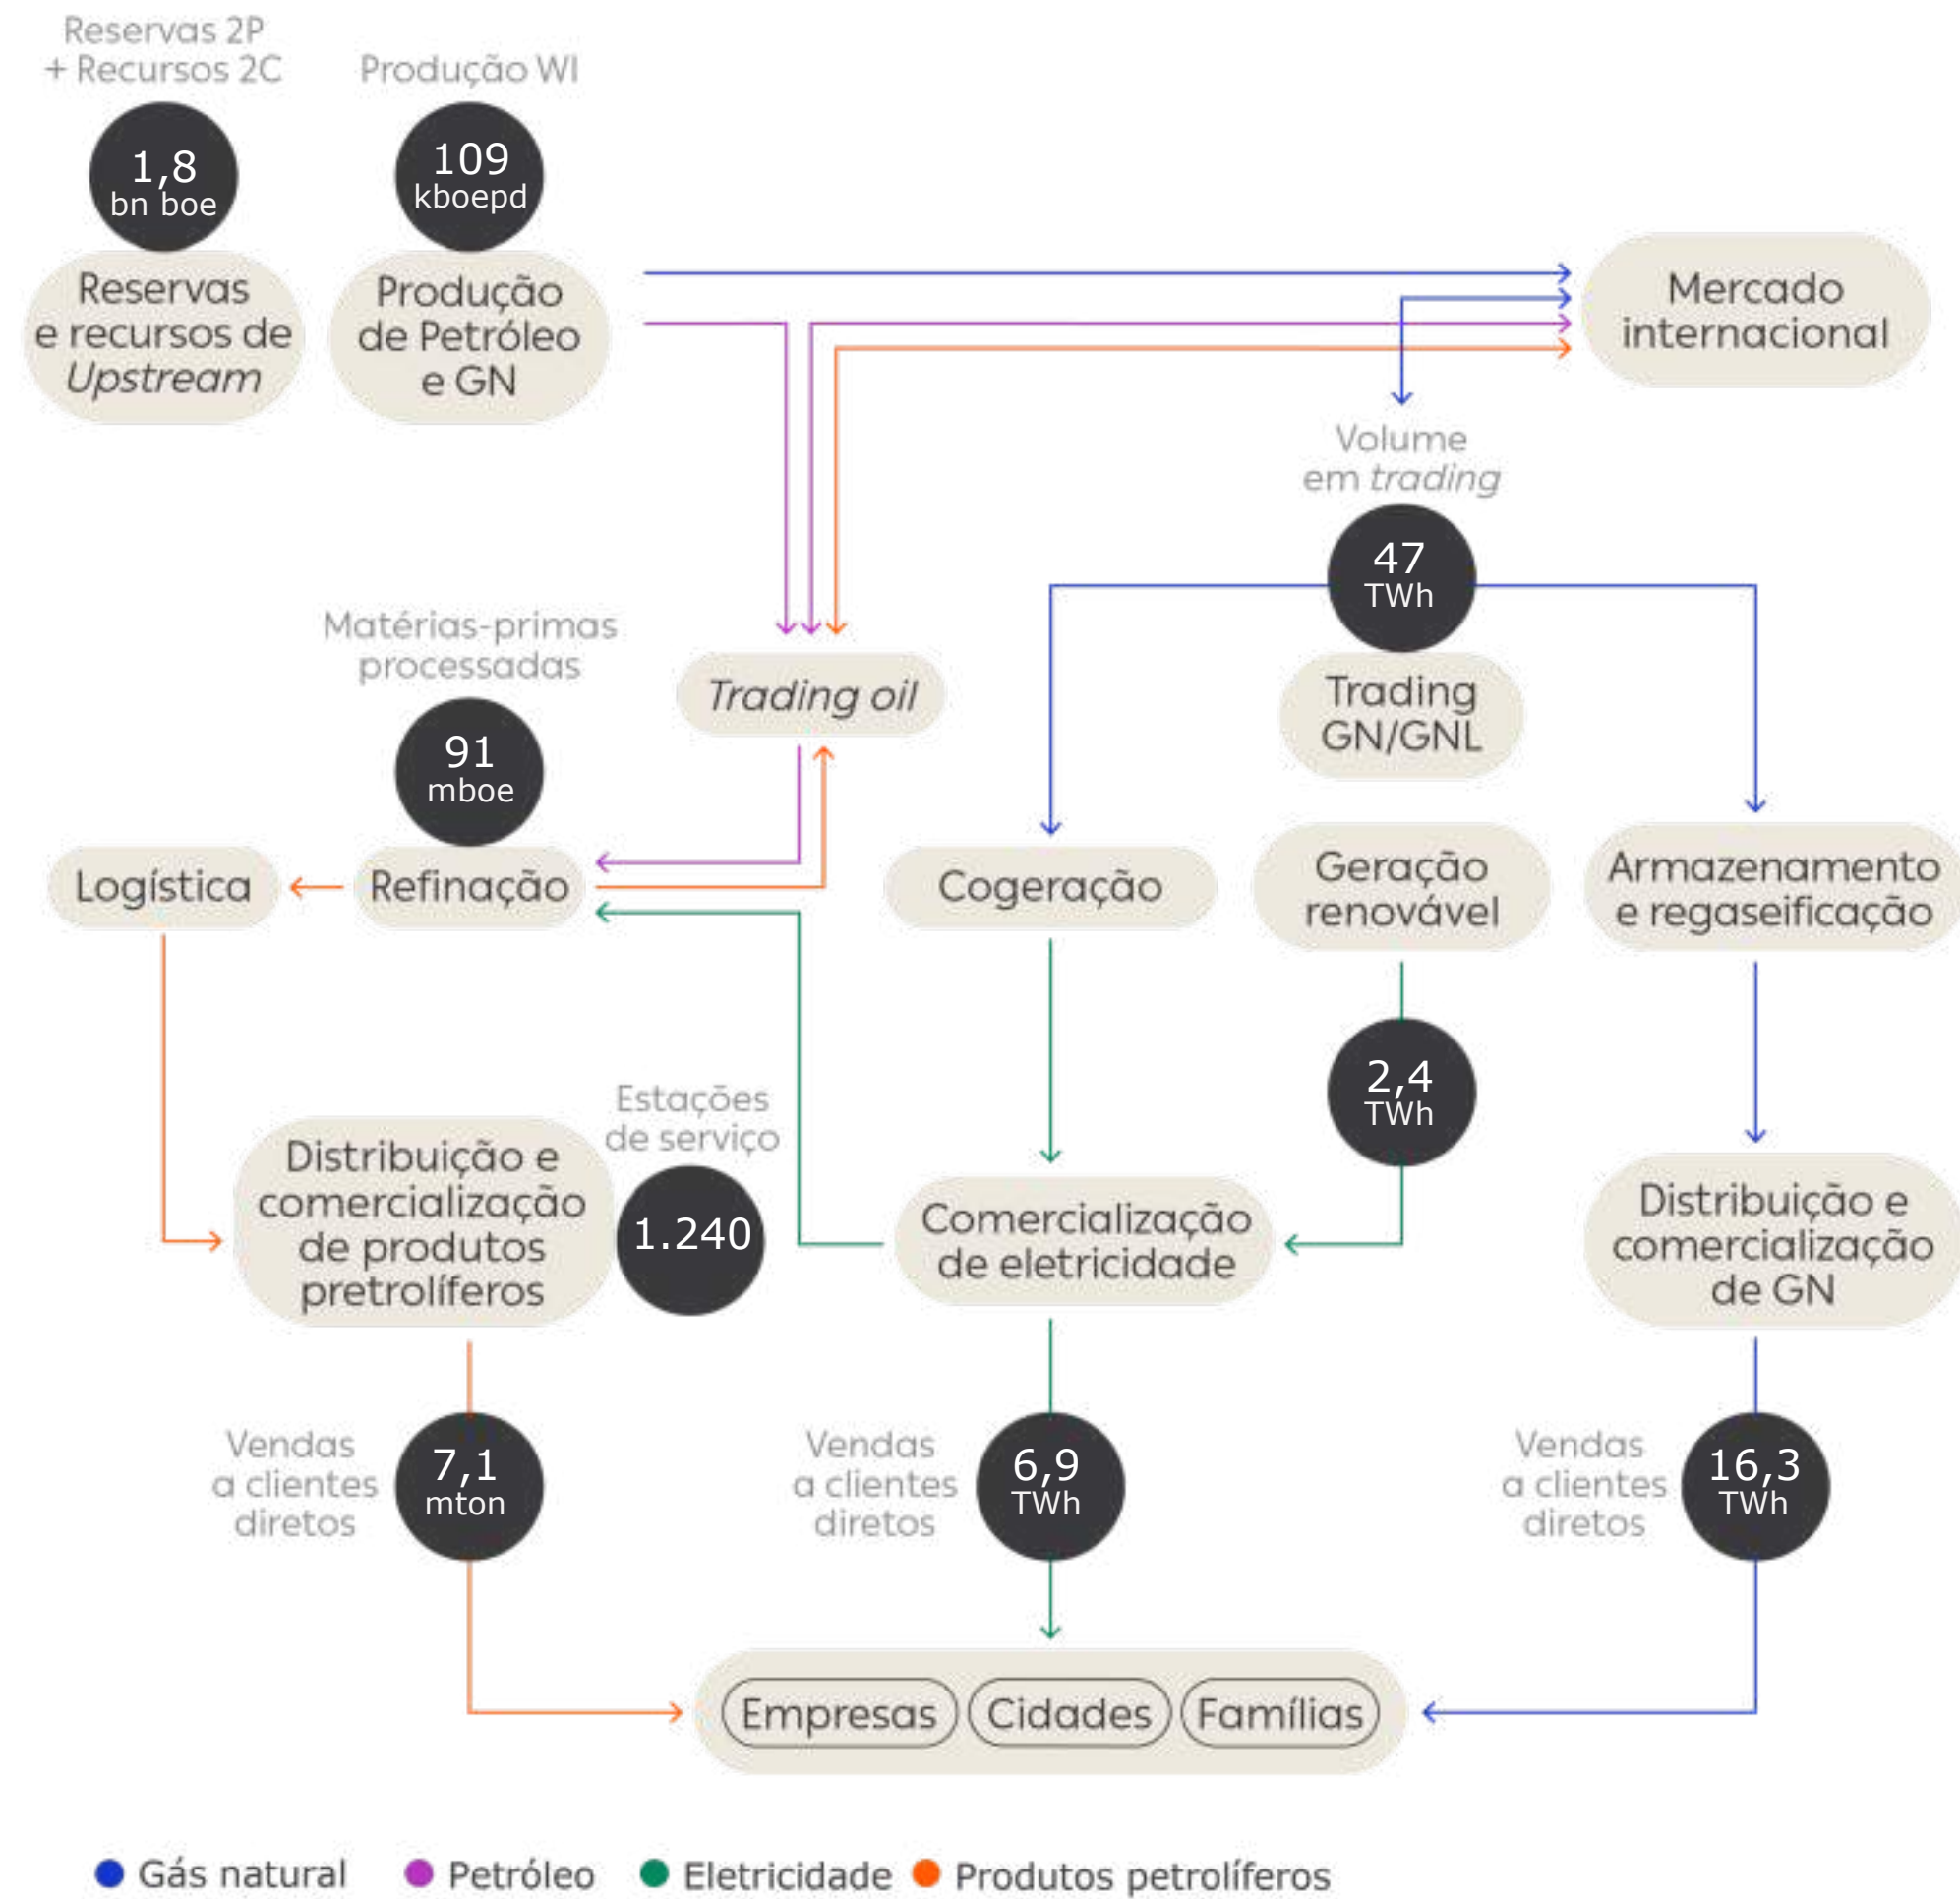 Reservas 2P
+ Recursos 2C
Produção WI
1,8
bn boe
109
kboepd
Reservas
e recursos de
Upstream
Produção
de Petróleo
e GN
Mercado
internacional
Volume
em trading
47
TWh
Trading
GN/GNL
Matérias-primas
processadas
91
mboe
Trading oil
Logística
Refinação
Cogeração
Geração
renovável
Armazenamento
e regaseificação
2,4
TWh
Estações
de serviço
1.240
Distribuição e
comercialização
de produtos
pretrolíferos
Comercialização
de eletricidade
Distribuição e
comercialização
de GN
Vendas
a clientes
diretos
7,1
mton
Vendas
a clientes
diretos
6,9
TWh
Vendas
a clientes
diretos
16,3
TWh
Empresas
Cidades
Famílias
Gás natural
Petróleo
Eletricidade
Produtos petrolíferos